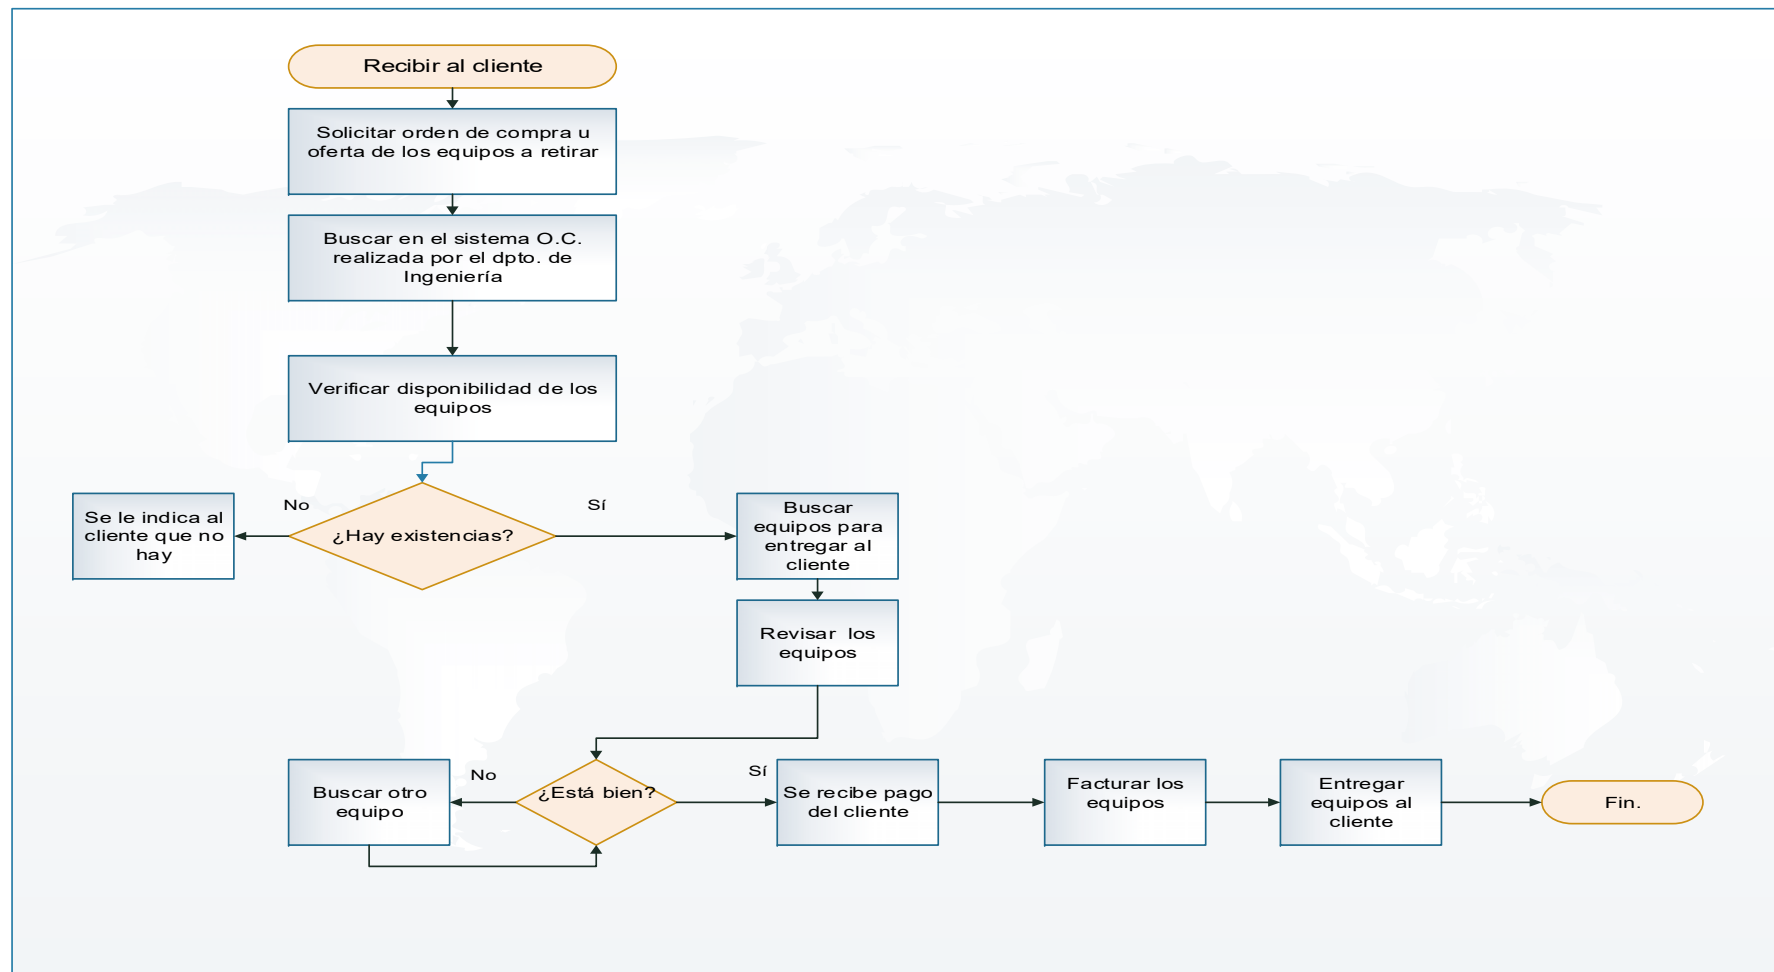 Recibir al cliente
Solicitar orden de compra u
oferta de los equipos a retirar
Buscar en el sistema O.C.
realizada por el dpto. de
Ingeniería
Verificar disponibilidad de los
equipos
No
Sí
Se le indica al
cliente que no
hay
¿Hay existencias?
Buscar
equipos para
entregar al
cliente
Revisar los
equipos
No
Sí
Buscar otro
equipo
¿Está bien?
Se recibe pago
del cliente
Facturar los
equipos
Entregar
equipos al
cliente
Fin.